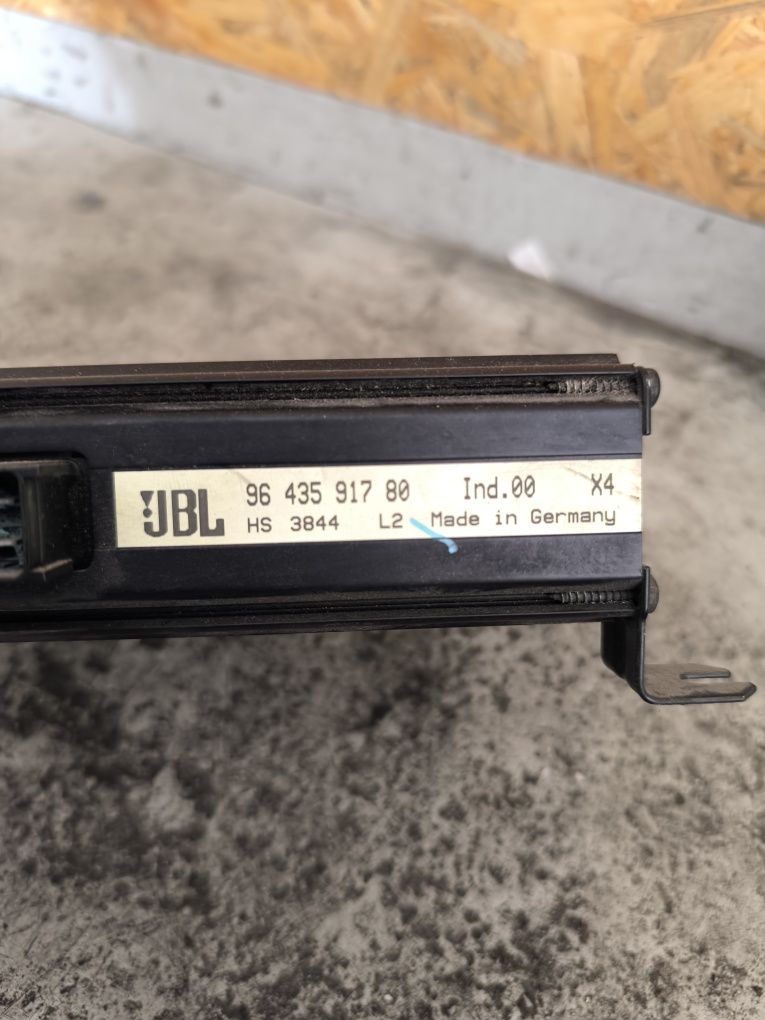 JBL 96 435 917 80 Ind.00 X4
HS 3844 L2 Made in Germany